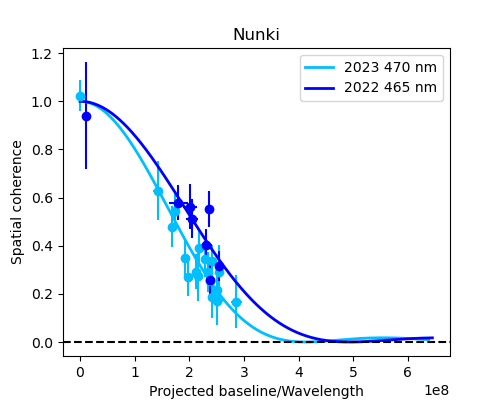 Nunki
2023 470 nm
2022 465 nm
Spatial coherence
1.2
1.0
0.8
0.6
0.4
0.2
0.0
0 1 2 3 4 5 6
1e8
Projected baseline/Wavelength